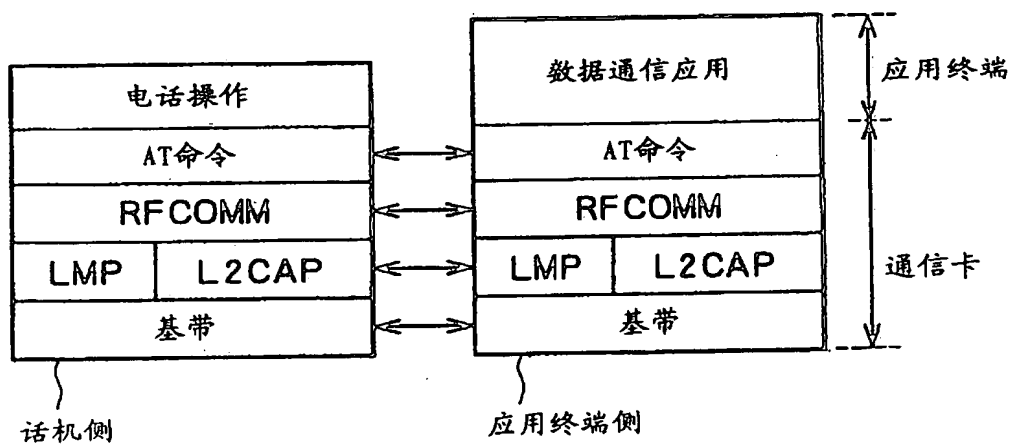 电话操作
AT命令
RFCOMM
LMP L2CAP
基带
话机侧
数据通信应用
AT命令
RFCOMM
LMP L2CAP
基带
应用终端侧
应用终端
通信卡